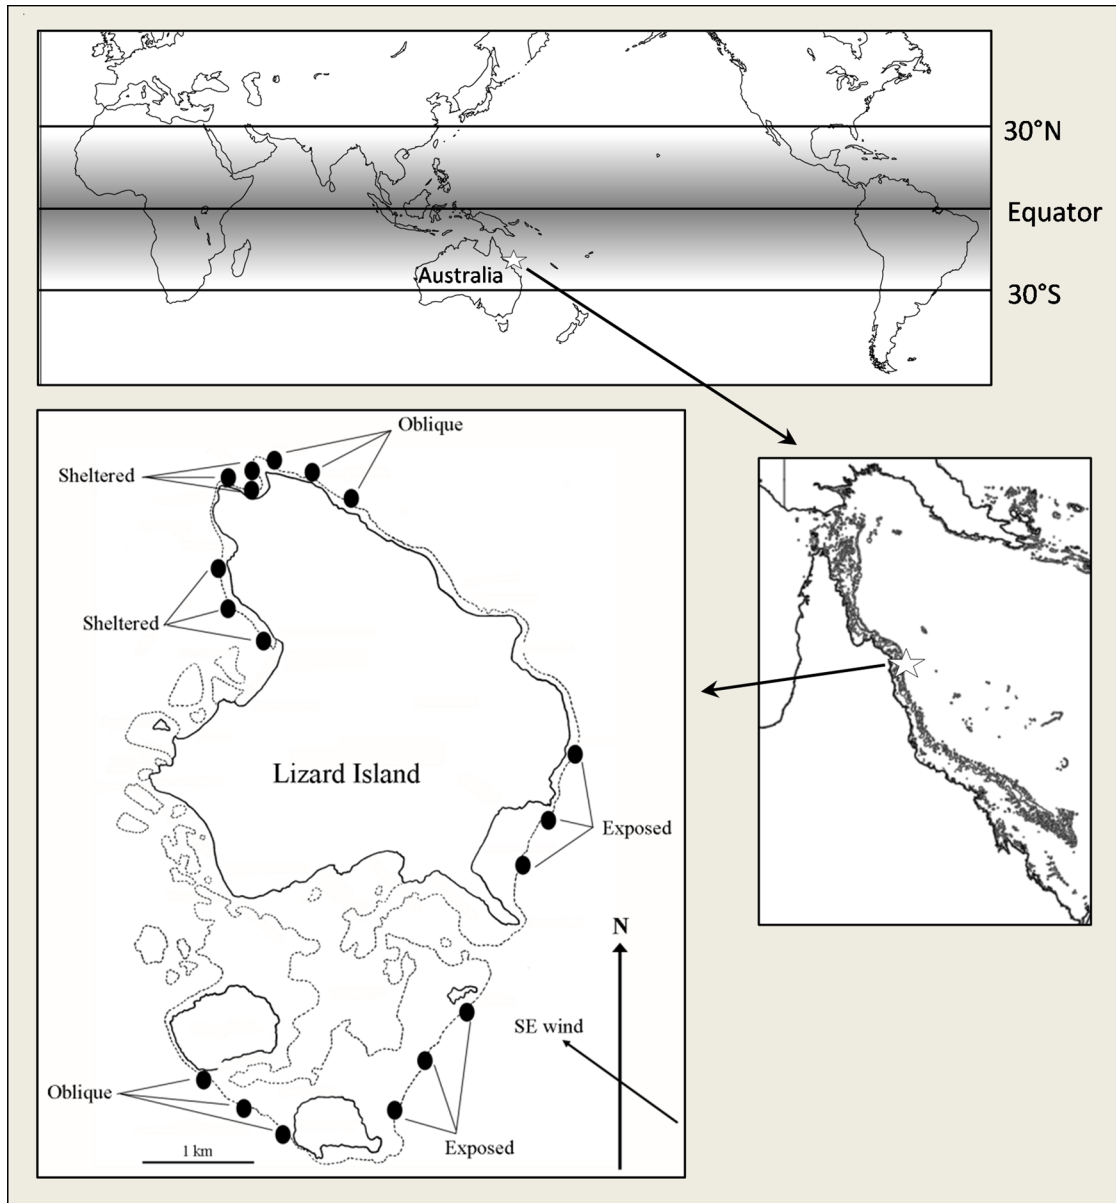 30°N
Equator
Australia
30°S
Oblique
Sheltered
Sheltered
Lizard Island
Exposed
N
SE wind
Oblique
Exposed
1 km